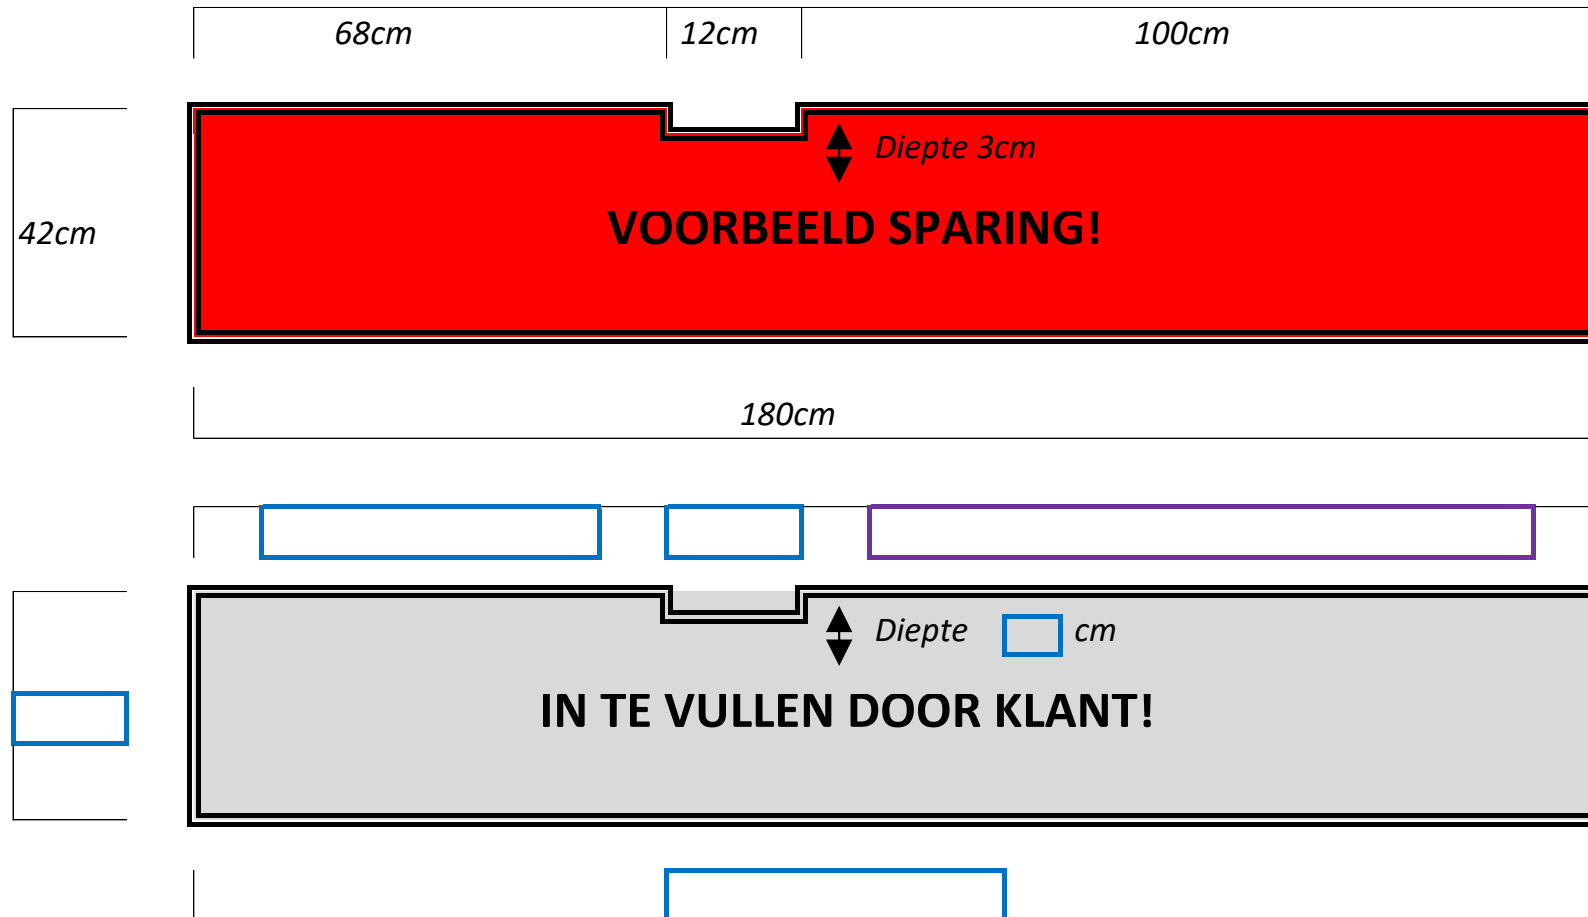 68cm 12cm 100cm
Diepte 3cm
VOORBEELD SPARING!
42cm
180cm
Diepte cm
IN TE VULLEN DOOR KLANT!